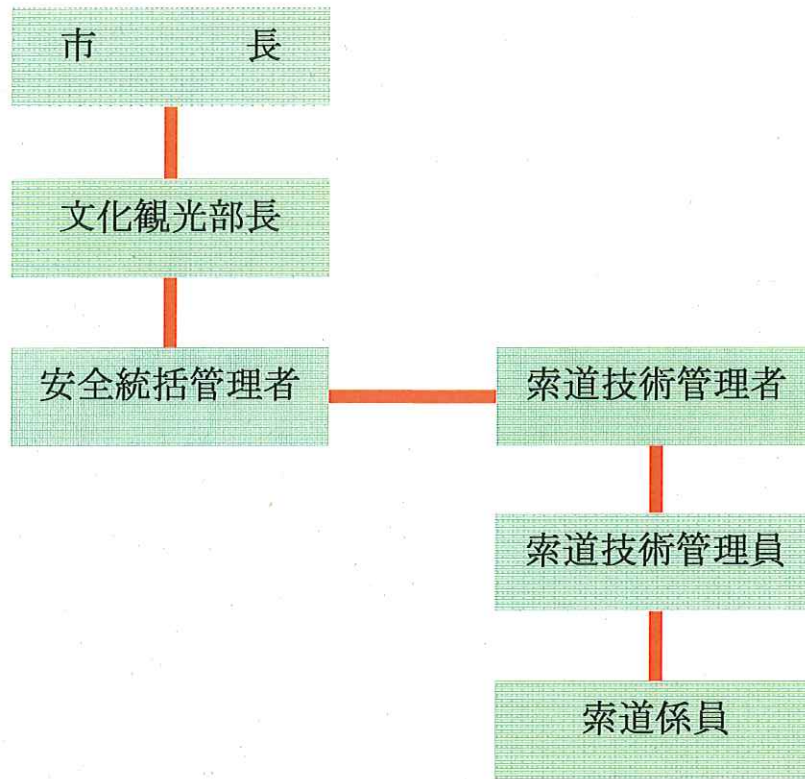 市　　　長
文化観光部長
安全統括管理者
索道技術管理者
索道技術管理員
索道係員